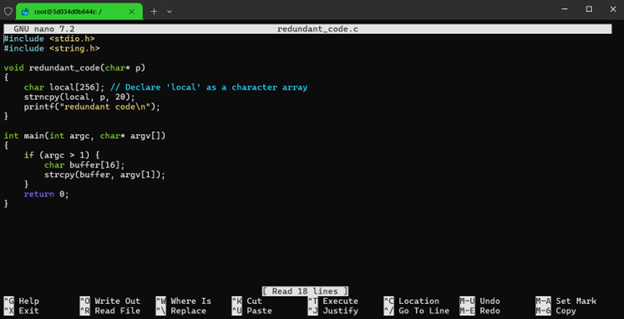 root@3d034d0b644c: /
GNU nano 7.2 redundant_code.c
#include <stdio.h>
#include <string.h>

void redundant_code(char* p)
{
    char local[256]; // Declare 'local' as a character array
    strncpy(local, p, 20);
    printf("redundant code\n");
}

int main(int argc, char* argv[])
{
    if (argc > 1) {
        char buffer[16];
        strcpy(buffer, argv[1]);
    }
    return 0;
}
[ Read 18 lines ]
^G Help ^O Write Out ^W Where Is ^K Cut ^T Execute ^C Location M-U Undo M-A Set Mark
^X Exit ^R Read File ^\ Replace ^U Paste ^J Justify ^/ Go To Line M-E Redo M-6 Copy